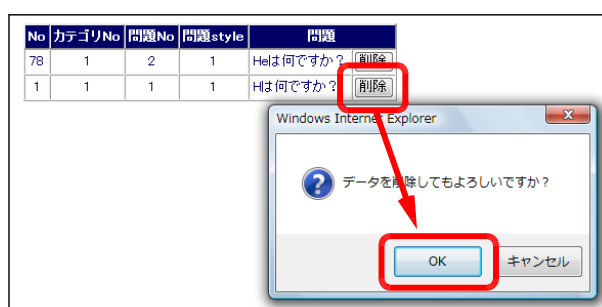 No カテゴリNo 問題No 問題style 問題
78 1 2 1 Heは何ですか? 削除
1 1 1 1 Hは何ですか? 削除
Windows Internet Explorer
データを削除してもよろしいですか?
OK キャンセル